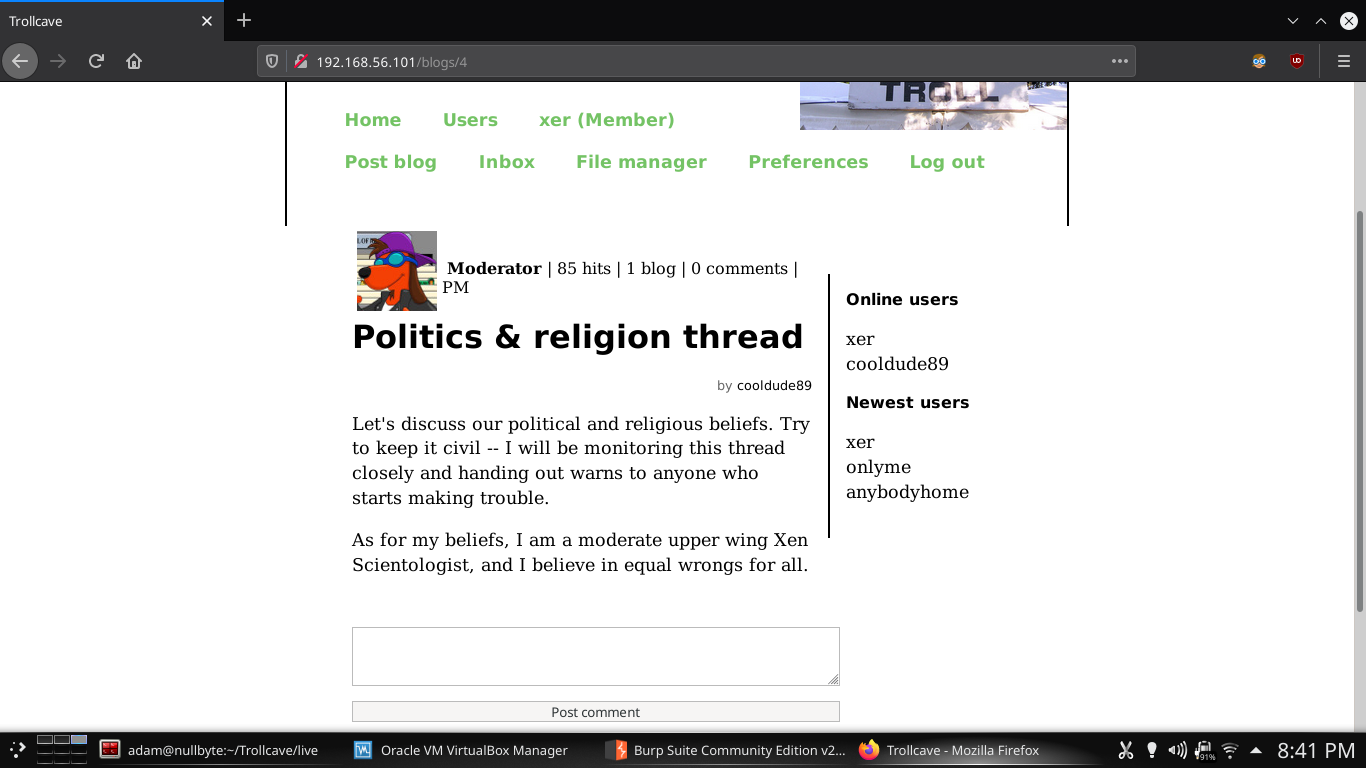 Trollcave
192.168.56.101/blogs/4
TROLL
Home Users xer (Member)
Post blog Inbox File manager Preferences Log out
Moderator | 85 hits | 1 blog | 0 comments |
PM
Politics & religion thread
by cooldude89
Let's discuss our political and religious beliefs. Try
to keep it civil -- I will be monitoring this thread
closely and handing out warns to anyone who
starts making trouble.
As for my beliefs, I am a moderate upper wing Xen
Scientologist, and I believe in equal wrongs for all.
Post comment
Online users
xer
cooldude89
Newest users
xer
onlyme
anybodyhome
adam@nullbyte:~/Trollcave/live
Oracle VM VirtualBox Manager
Burp Suite Community Edition v2...
Trollcave - Mozilla Firefox
91%
8:41 PM